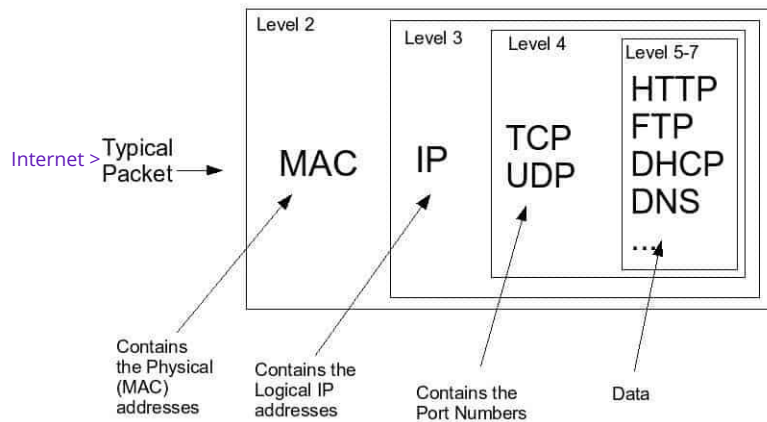 Level 2
Level 3
Level 4
Level 5-7
Internet >
Typical
Packet
MAC
IP
TCP
UDP
HTTP
FTP
DHCP
DNS
...
Contains
the Physical
(MAC)
addresses
Contains the
Logical IP
addresses
Contains the
Port Numbers
Data